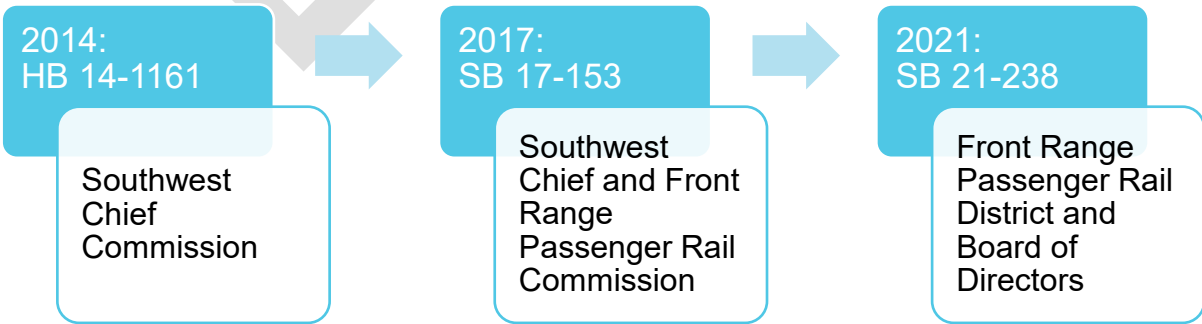 2014:
HB 14-1161
Southwest
Chief
Commission
2017:
SB 17-153
Southwest
Chief and Front
Range
Passenger Rail
Commission
2021:
SB 21-238
Front Range
Passenger Rail
District and
Board of
Directors